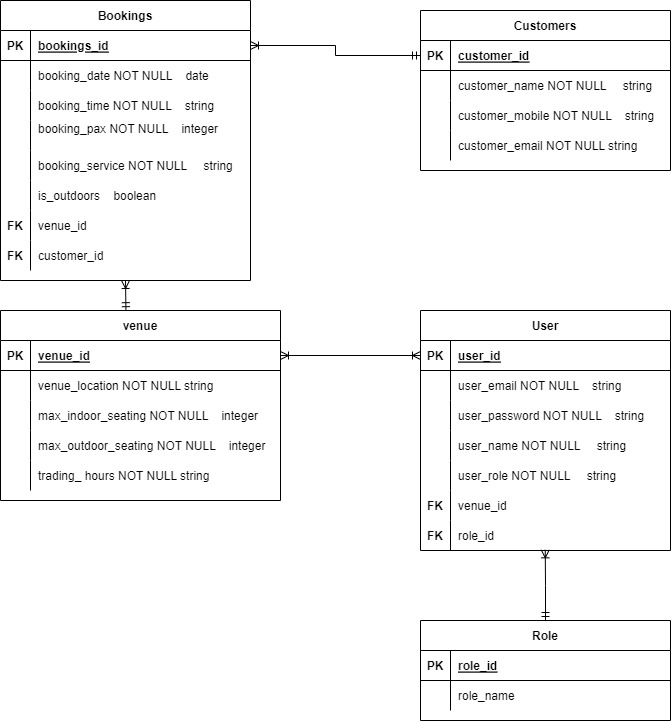 Bookings
PK bookings_id
booking_date NOT NULL date
booking_time NOT NULL string
booking_pax NOT NULL integer
booking_service NOT NULL string
is_outdoors boolean
FK venue_id
FK customer_id
Customers
PK customer_id
customer_name NOT NULL string
customer_mobile NOT NULL string
customer_email NOT NULL string
venue
PK venue_id
venue_location NOT NULL string
max_indoor_seating NOT NULL integer
max_outdoor_seating NOT NULL integer
trading_ hours NOT NULL string
User
PK user_id
user_email NOT NULL string
user_password NOT NULL string
user_name NOT NULL string
user_role NOT NULL string
FK venue_id
FK role_id
Role
PK role_id
role_name